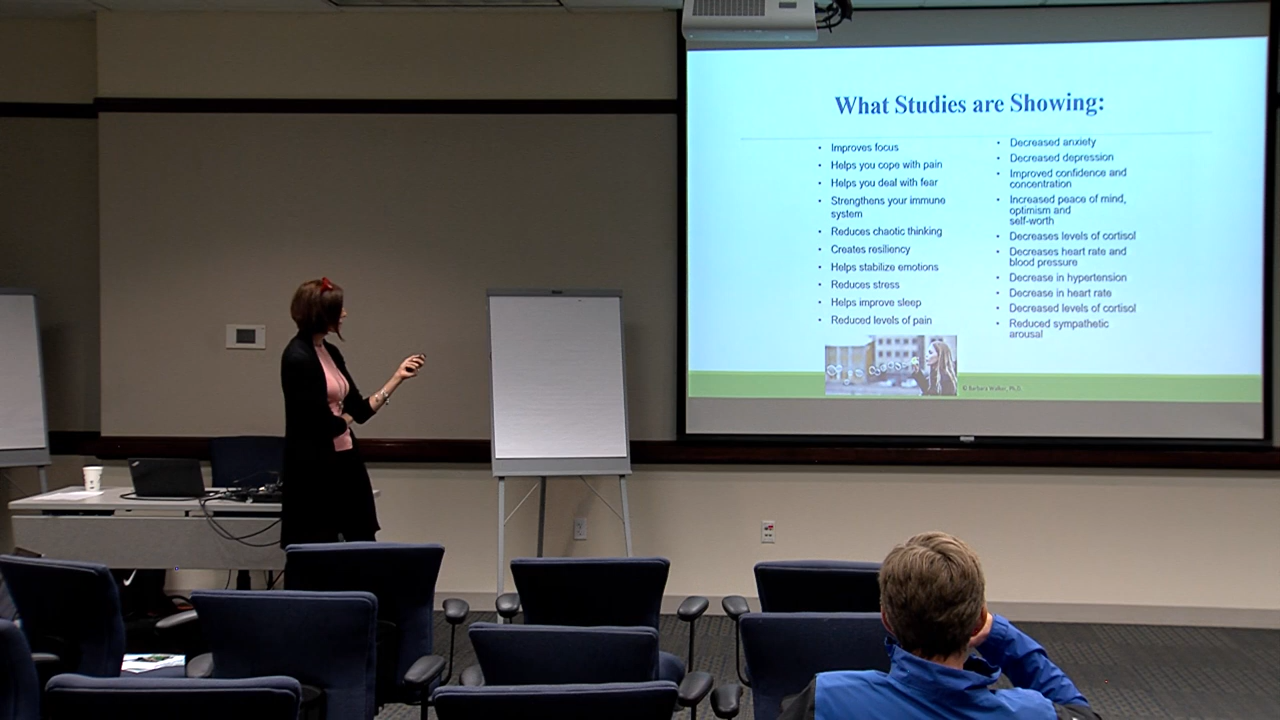 What Studies are Showing:
• Improves focus
• Helps you cope with pain
• Helps you deal with fear
• Strengthens your immune
system
• Reduces chaotic thinking
• Creates resiliency
• Helps stabilize emotions
• Reduces stress
• Helps improve sleep
• Reduced levels of pain
• Decreased anxiety
• Decreased depression
• Improved confidence and
concentration
• Increased peace of mind,
optimism and
self-worth
• Decreases levels of cortisol
• Decreases heart rate and
blood pressure
• Decrease in hypertension
• Decrease in heart rate
• Decreased levels of cortisol
• Reduced sympathetic
arousal
© Barbara Walker, Ph.D.